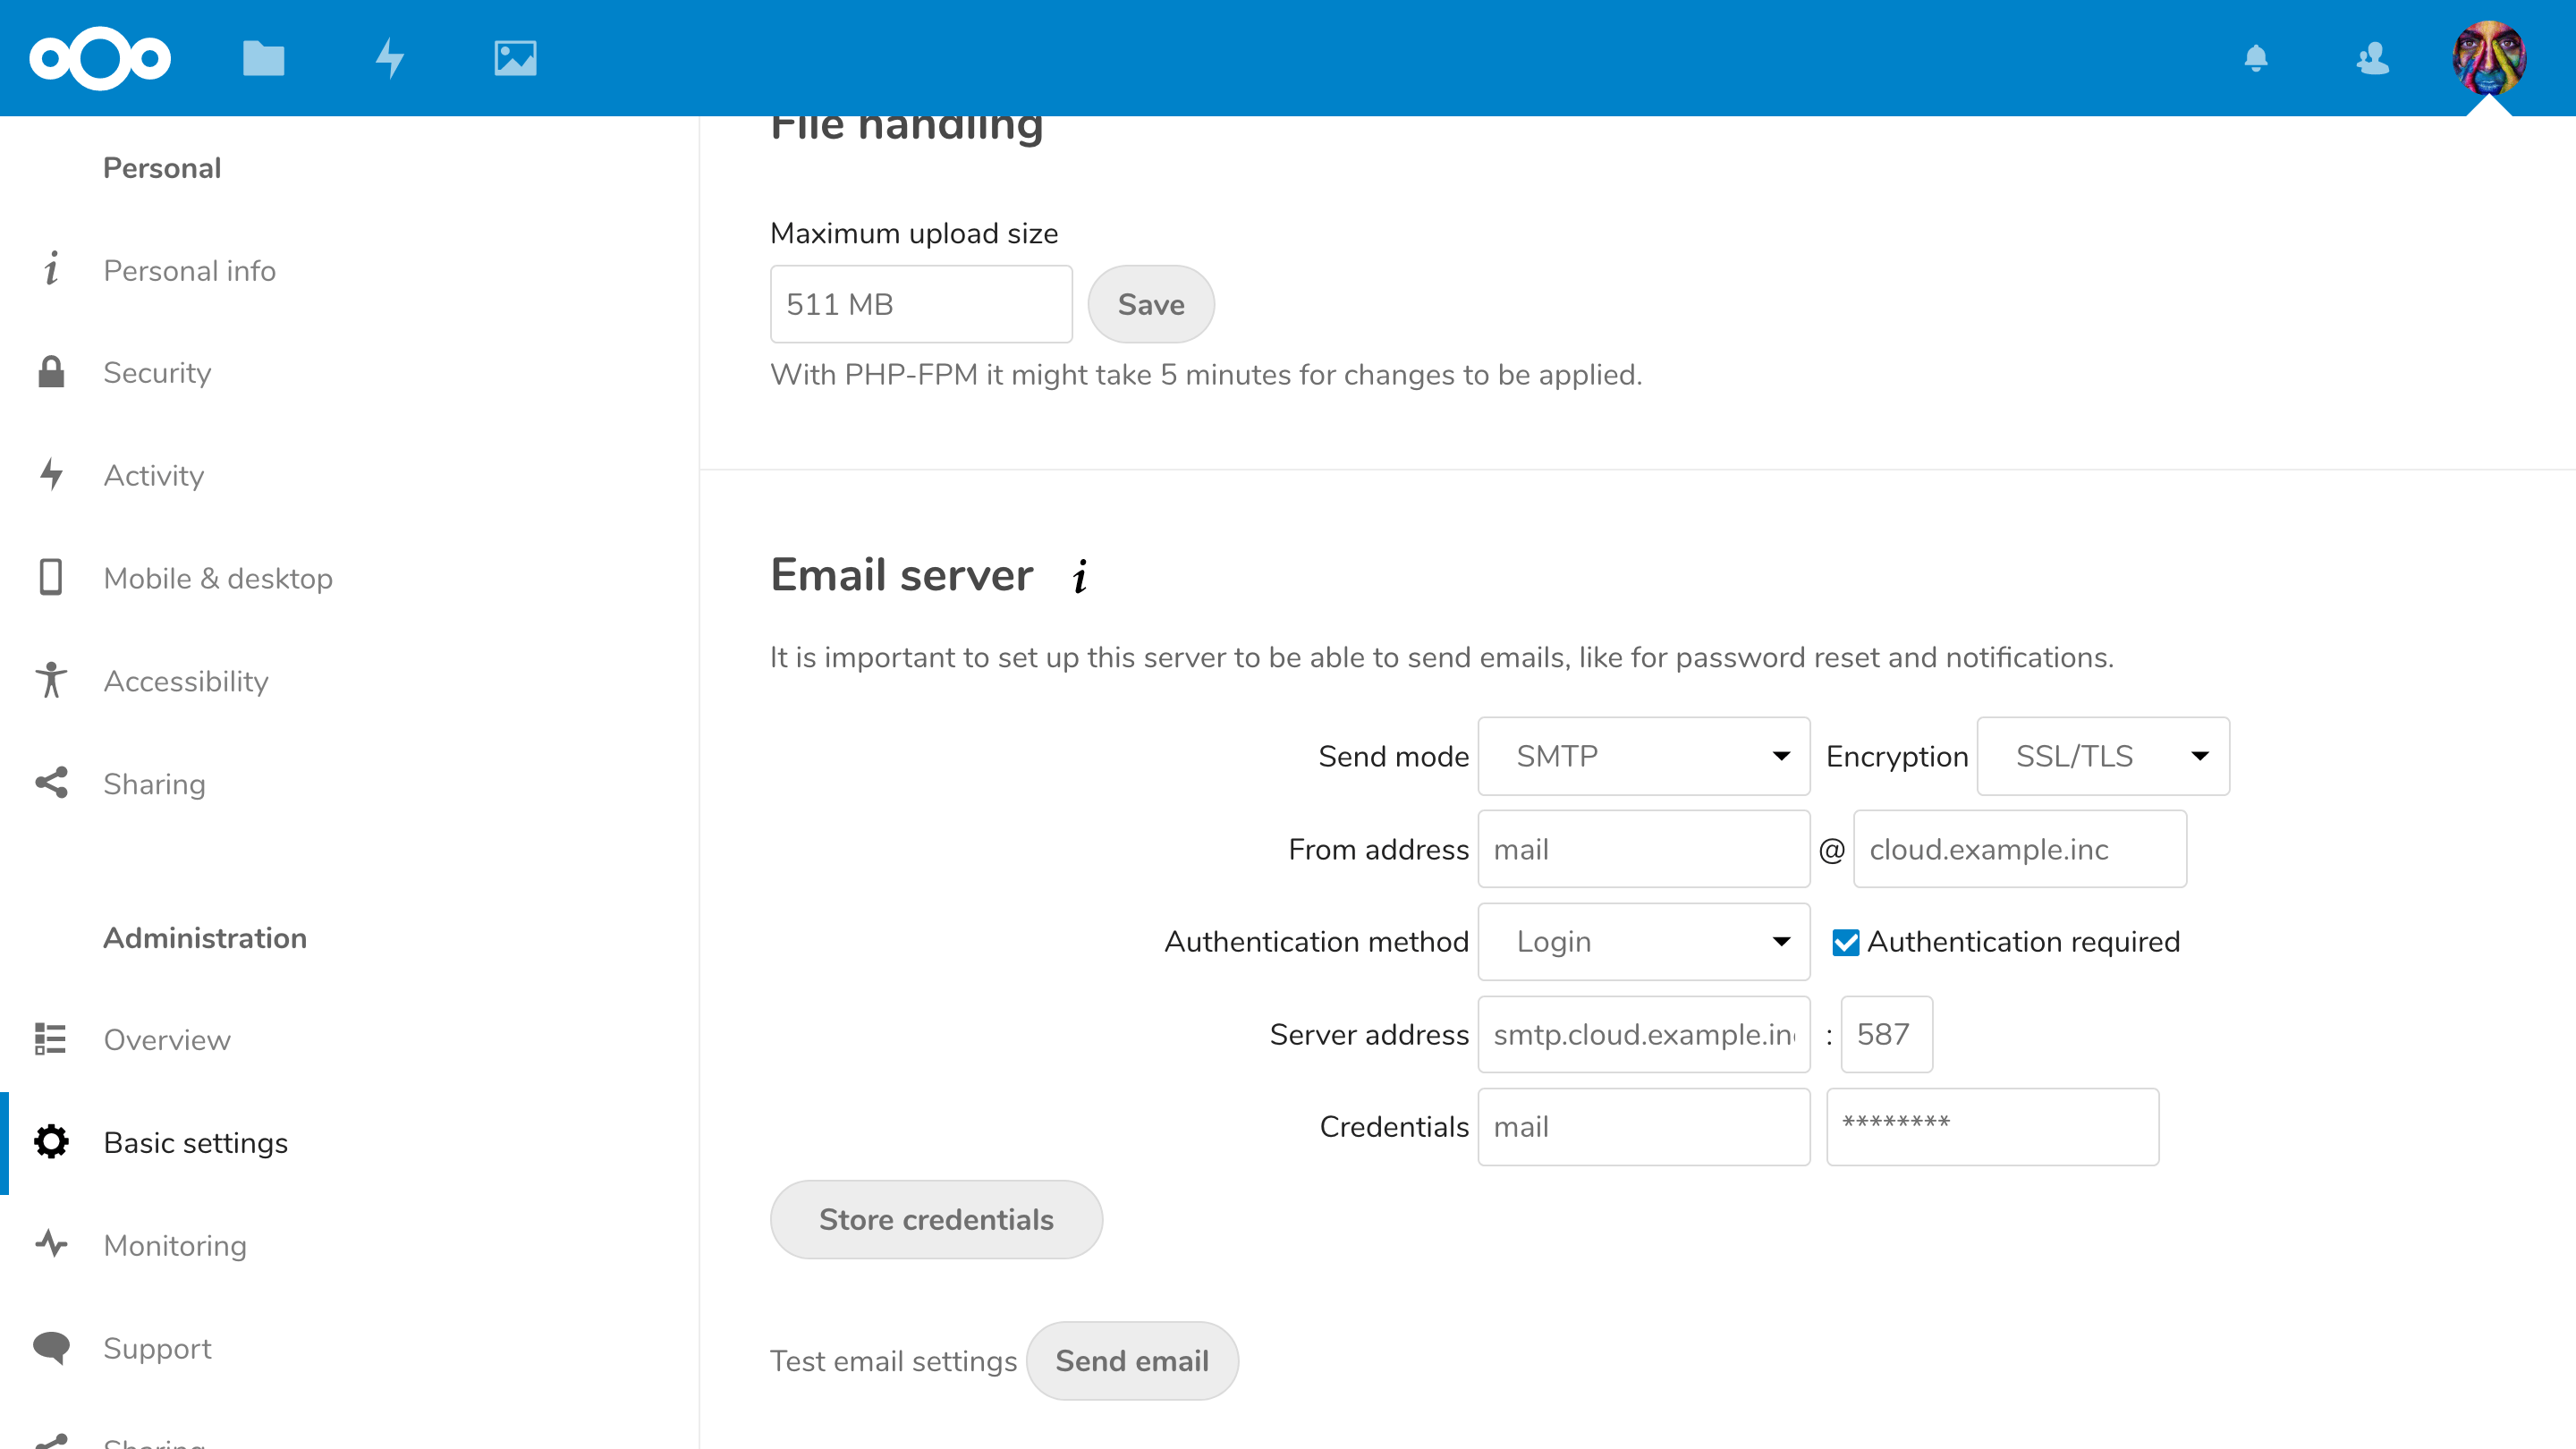 Personal
Personal info
Security
Activity
Mobile & desktop
Accessibility
Sharing
Administration
Overview
Basic settings
Monitoring
Support
Sharing
File handling
Maximum upload size
511 MB Save
With PHP-FPM it might take 5 minutes for changes to be applied.
Email server i
It is important to set up this server to be able to send emails, like for password reset and notifications.
Send mode SMTP Encryption SSL/TLS
From address mail @ cloud.example.inc
Authentication method Login Authentication required
Server address smtp.cloud.example.inc : 587
Credentials mail ********
Store credentials
Test email settings Send email